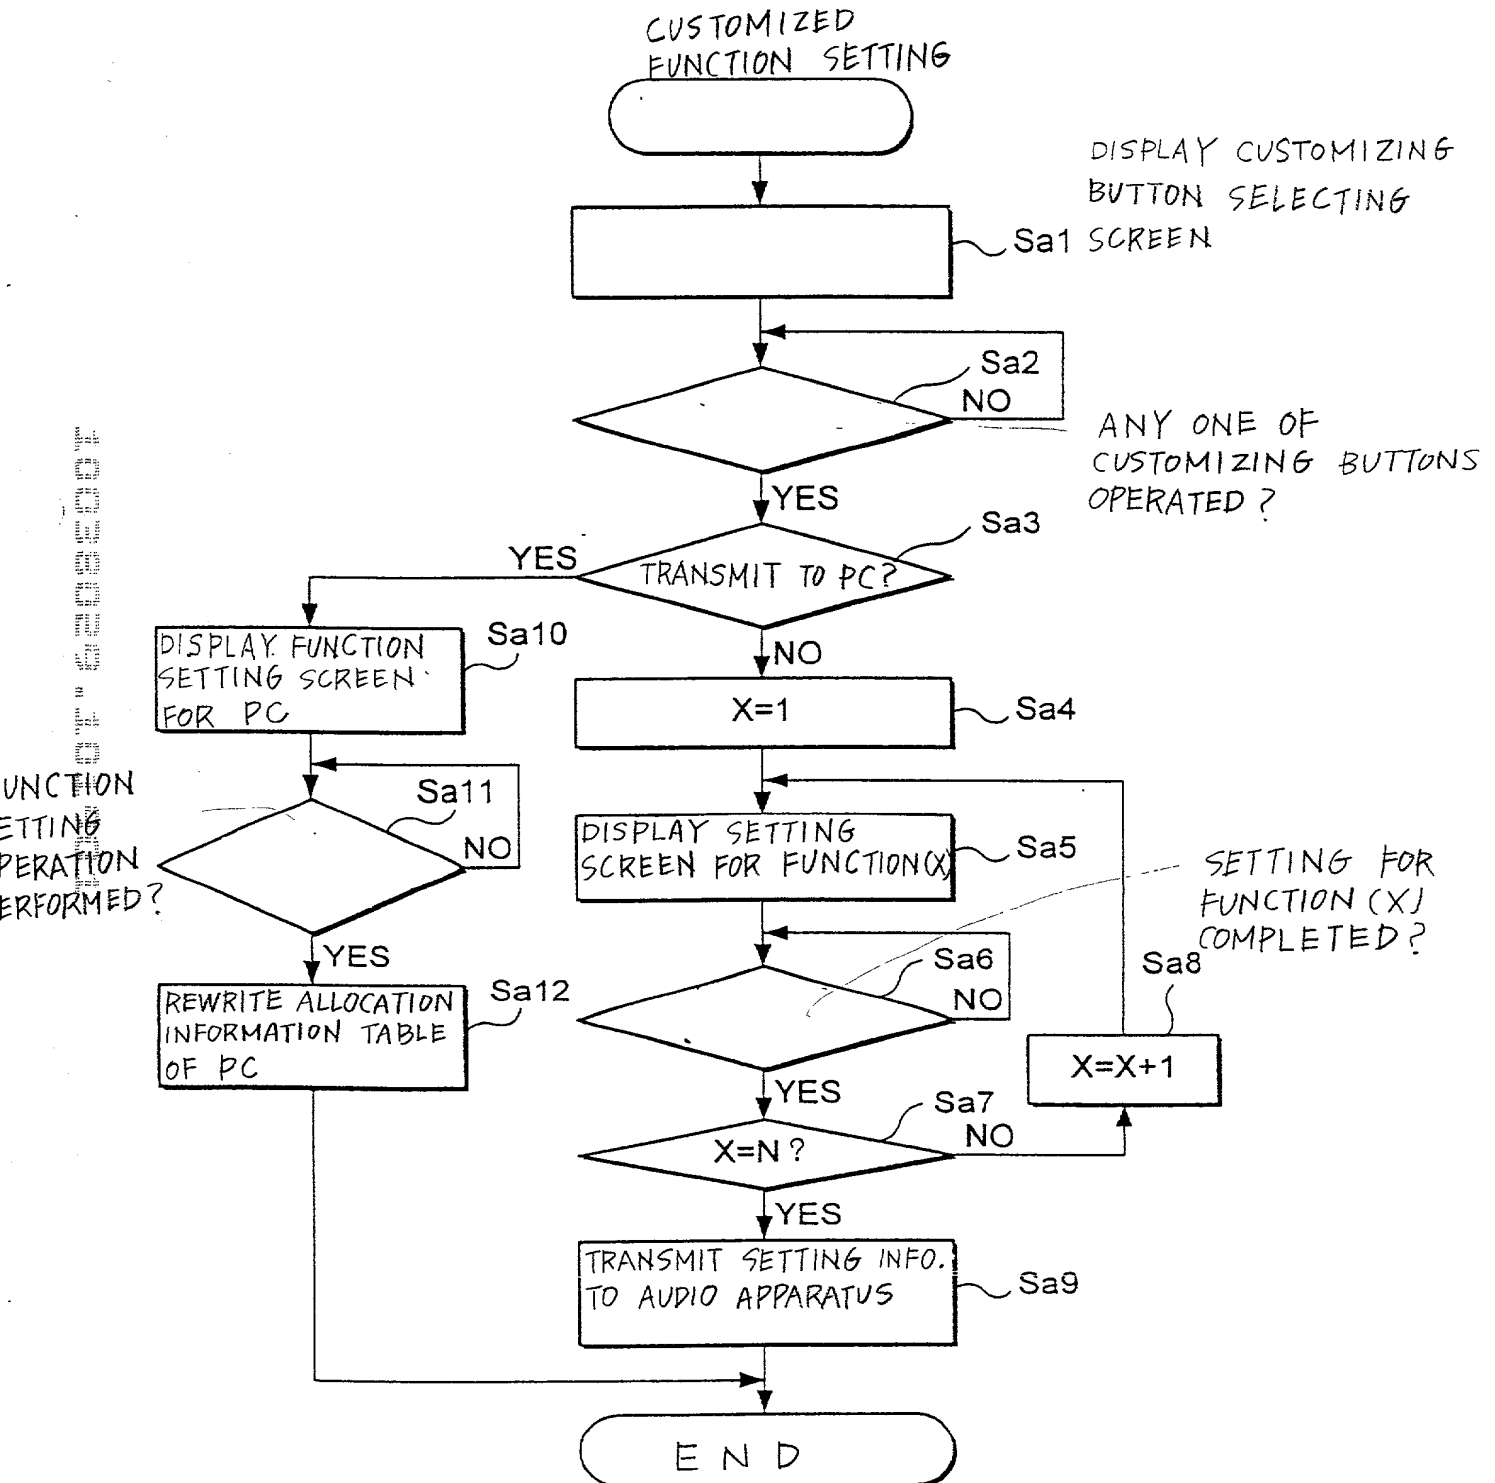 CUSTOMIZED
FUNCTION SETTING
DISPLAY CUSTOMIZING
BUTTON SELECTING
SCREEN
Sa1
Sa2
NO
ANY ONE OF
CUSTOMIZING BUTTONS
OPERATED?
YES
Sa3
TRANSMIT TO PC?
YES
NO
Sa10
DISPLAY FUNCTION
SETTING SCREEN
FOR PC
X=1
Sa4
UNCTION
ETTING
PERATION
ERFORMED?
Sa11
NO
YES
DISPLAY SETTING
SCREEN FOR FUNCTION(X)
Sa5
SETTING FOR
FUNCTION (X)
COMPLETED?
Sa6
NO
YES
Sa8
X=X+1
Sa12
REWRITE ALLOCATION
INFORMATION TABLE
OF PC
Sa7
X=N?
NO
YES
TRANSMIT SETTING INFO.
TO AUDIO APPARATUS
Sa9
END